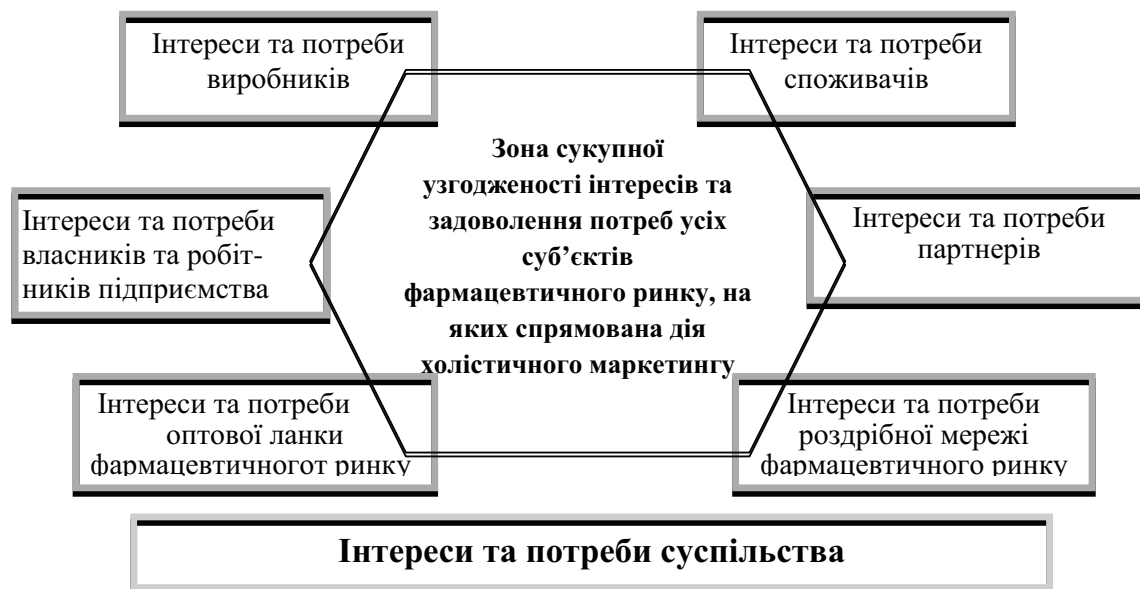 Інтереси та потреби
виробників
Інтереси та потреби
споживачів
Зона сукупної
узгодженості інтересів та
задоволення потреб усіх
суб’єктів
фармацевтичного ринку, на
яких спрямована дія
холістичного маркетингу
Інтереси та потреби
власників та робіт-
ників підприємства
Інтереси та потреби
партнерів
Інтереси та потреби
оптової ланки
фармацевтичногот ринку
Інтереси та потреби
роздрібної мережі
фармацевтичного ринку
Інтереси та потреби суспільства